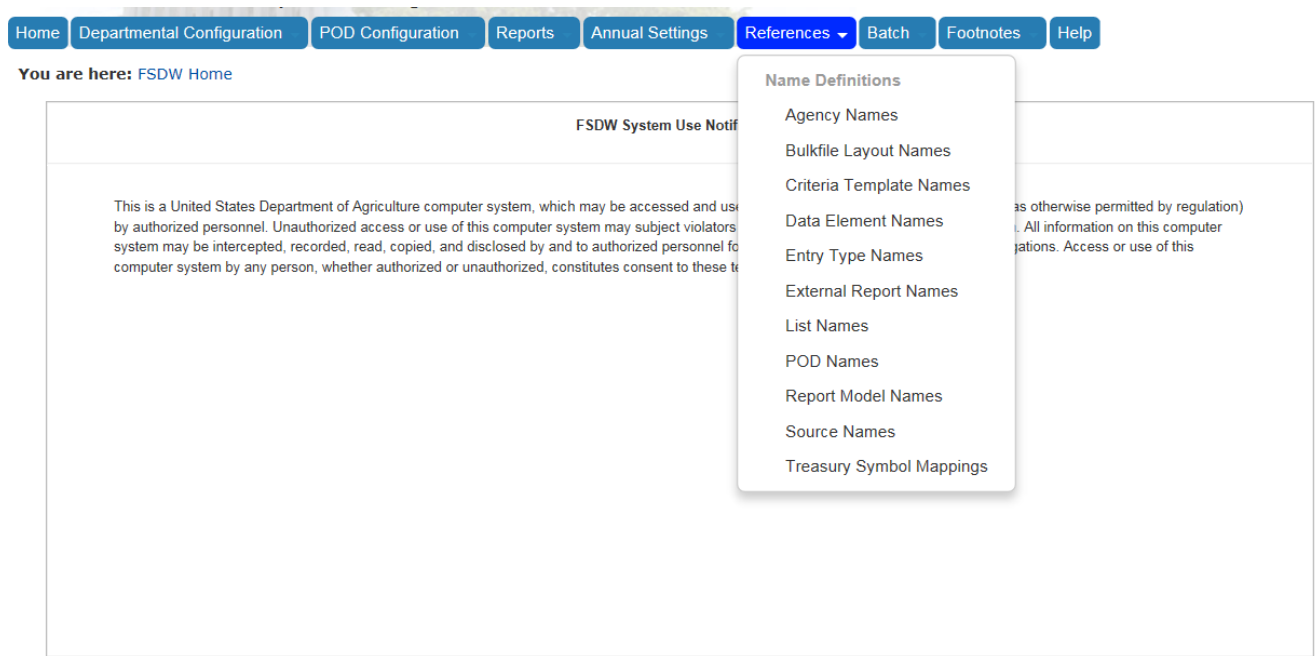 Home Departmental Configuration POD Configuration Reports Annual Settings References Batch Footnotes Help
You are here: FSDW Home
Name Definitions
Agency Names
Bulkfile Layout Names
Criteria Template Names
Data Element Names
Entry Type Names
External Report Names
List Names
POD Names
Report Model Names
Source Names
Treasury Symbol Mappings
FSDW System Use
This is a United States Department of Agriculture computer system, which may be accessed and as otherwise permitted by regulation)
by authorized personnel. Unauthorized access or use of this computer system may subject violators All information on this computer
system may be intercepted, recorded, read, copied, and disclosed by and to authorized personnel Access or use of this
computer system by any person, whether authorized or unauthorized, constitutes consent to these